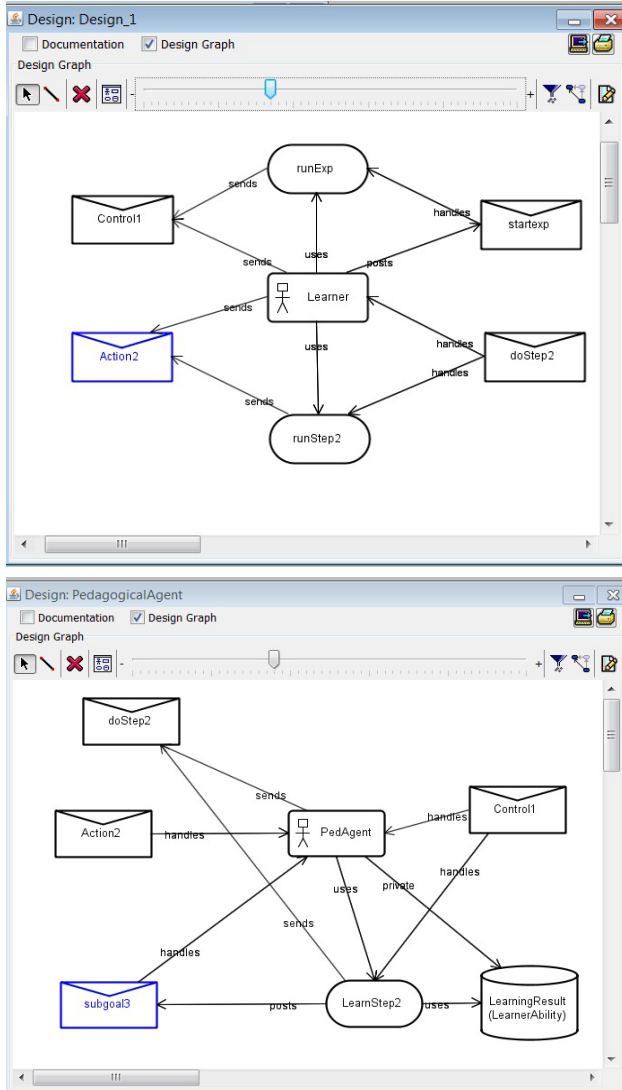 Design: Design_1
Documentation Design Graph
Design Graph
- +
runExp
sends
Control1
handles
startexp
uses
sends
posts
Learner
sends
Action2
uses
handles
doStep2
handles
sends
runStep2
Design: PedagogicalAgent
Documentation Design Graph
Design Graph
- +
doStep2
sends
Control1
handles
Action2
handles
PedAgent
handles
uses
private
sends
handles
subgoal3
posts
LearnStep2
uses
LearningResult
(LearnerAbility)